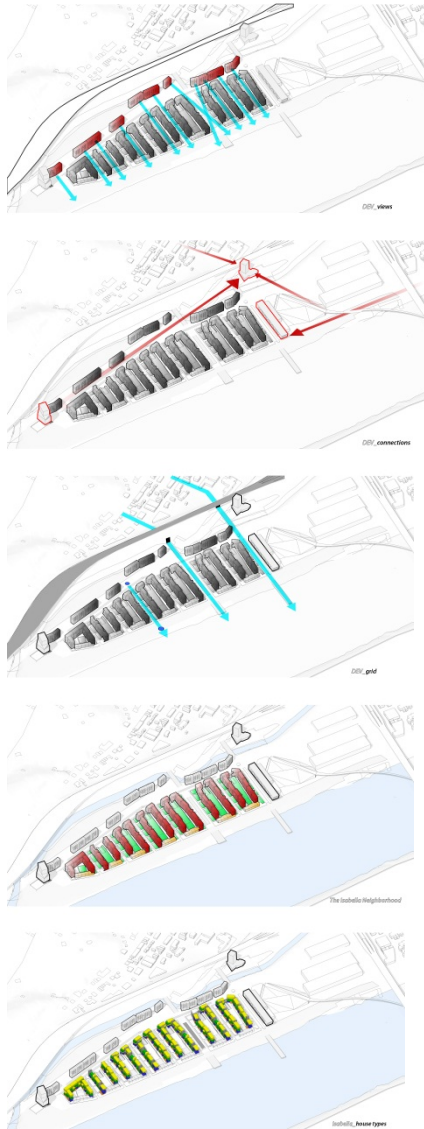 DEV_views
DEV_connections
DEV_grid
The Isabella Neighborhood
Isabella_house types